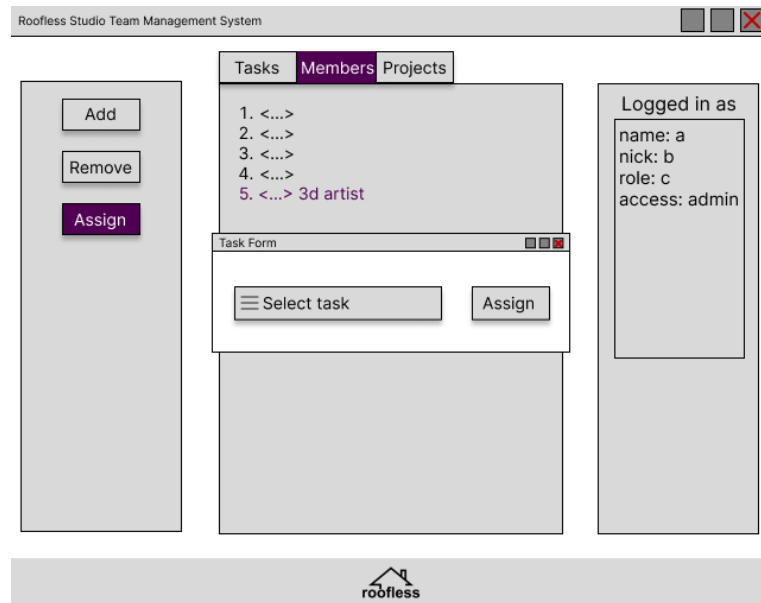 Roofless Studio Team Management System
Tasks Members Projects
Add
Remove
Assign
1. <...>
2. <...>
3. <...>
4. <...>
5. <...> 3d artist
Task Form
Select task
Assign
Logged in as
name: a
nick: b
role: c
access: admin
roofless